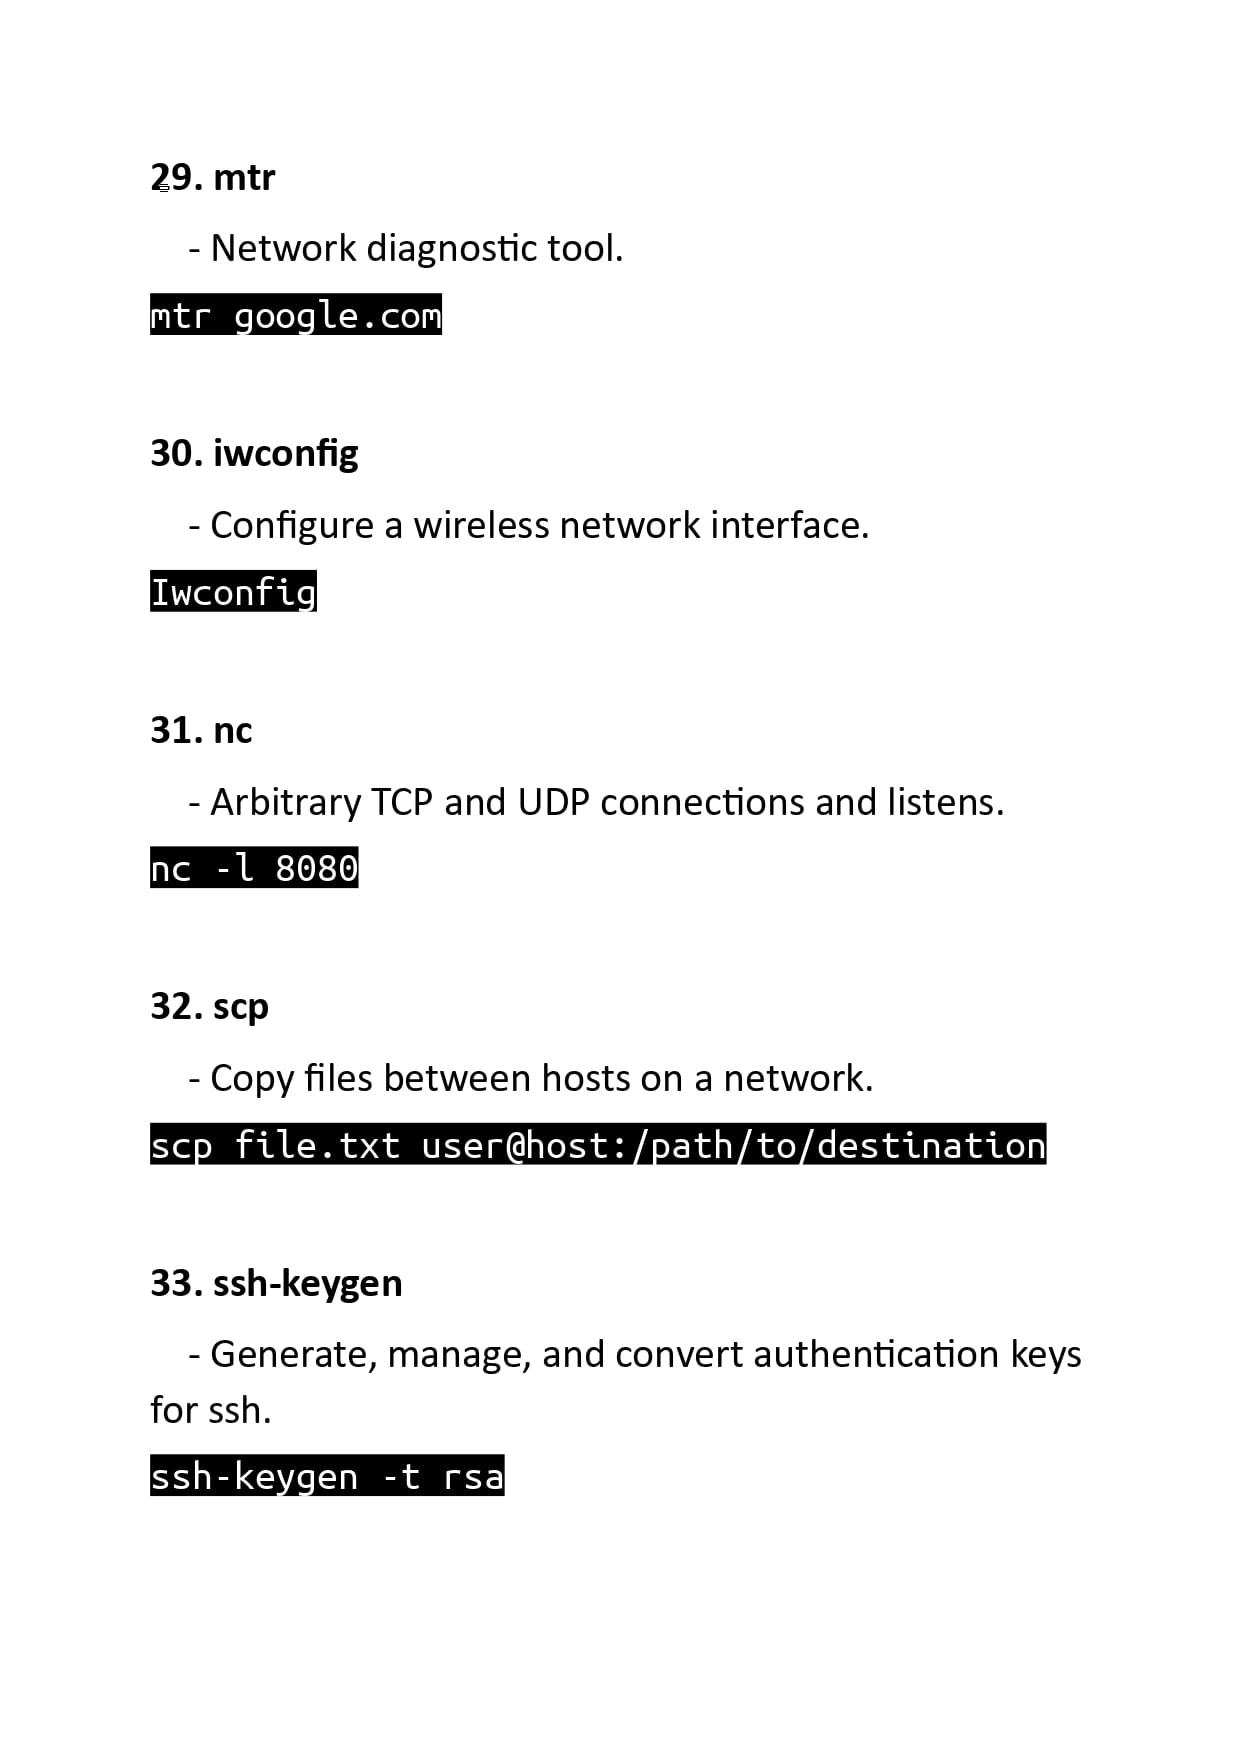 29. mtr
- Network diagnostic tool.
mtr google.com
30. iwconfig
- Configure a wireless network interface.
Iwconfig
31. nc
- Arbitrary TCP and UDP connections and listens.
nc -l 8080
32. scp
- Copy files between hosts on a network.
scp file.txt user@host:/path/to/destination
33. ssh-keygen
- Generate, manage, and convert authentication keys
for ssh.
ssh-keygen -t rsa